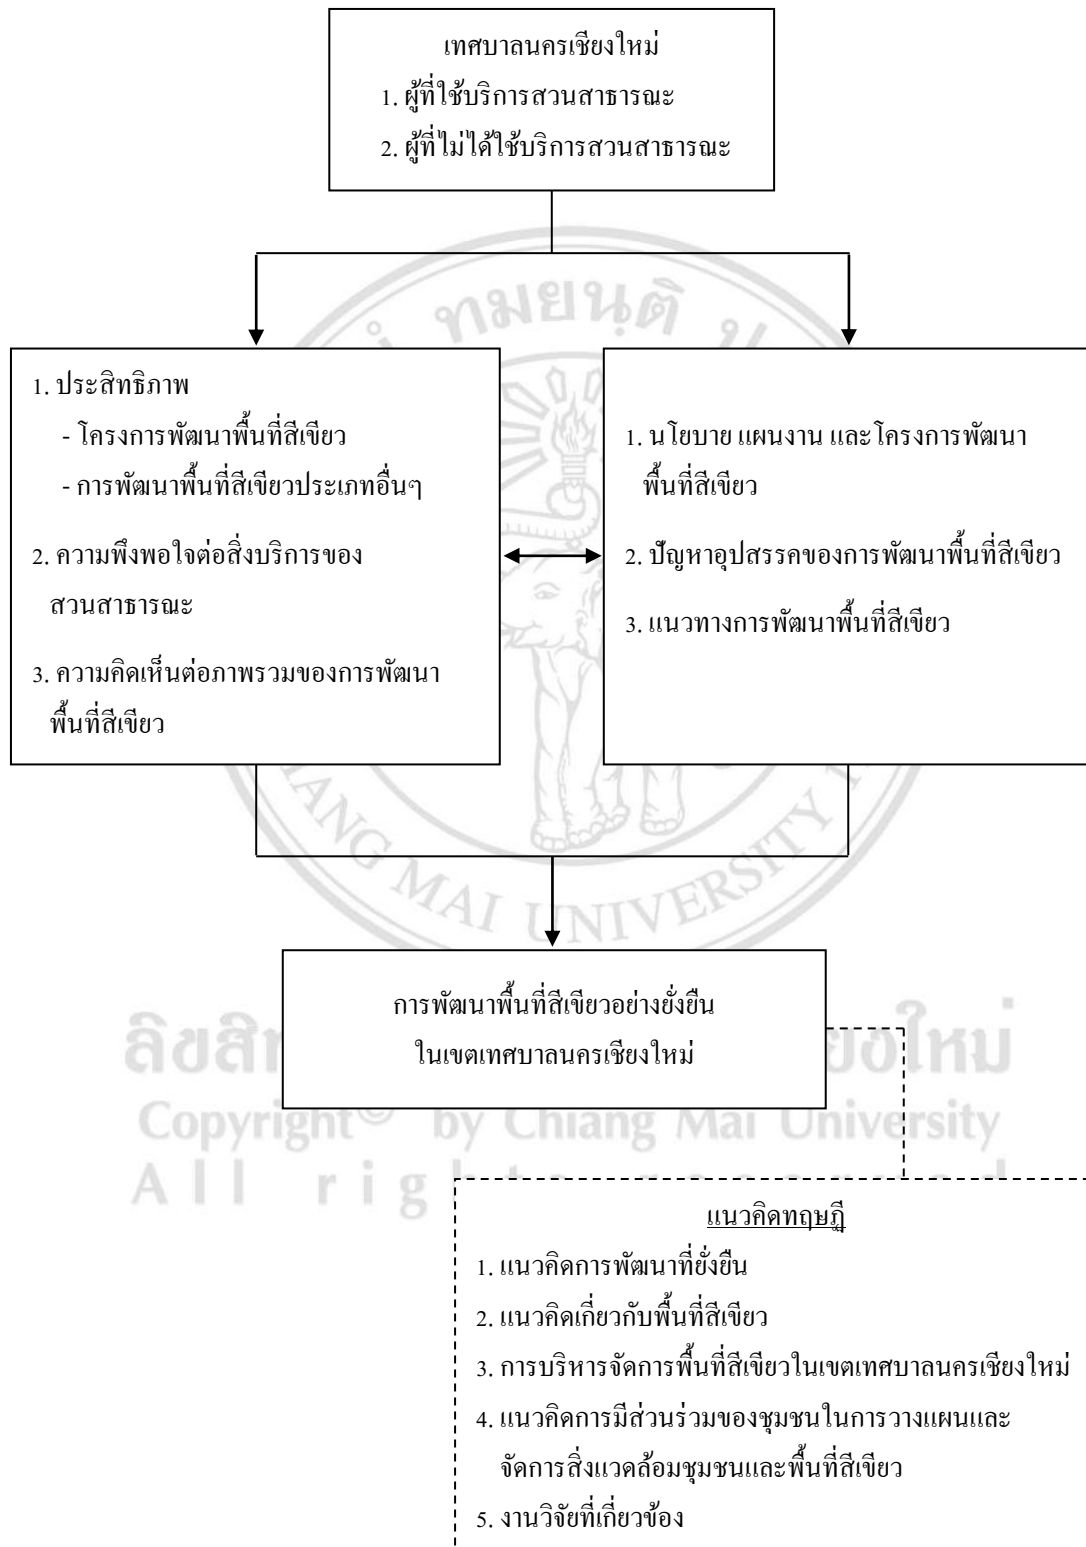 เทศบาลนครเชียงใหม่
1. ผู้ที่ใช้บริการสวนสาธารณะ
2. ผู้ที่ไม่ได้ใช้บริการสวนสาธารณะ
ทมยนฺติ ป
1. ประสิทธิภาพ
- โครงการพัฒนาพื้นที่สีเขียว
- การพัฒนาพื้นที่สีเขียวประเภทอื่นๆ
2. ความพึงพอใจต่อสิ่งบริการของ
สวนสาธารณะ
3. ความคิดเห็นต่อภาพรวมของการพัฒนา
พื้นที่สีเขียว
1. นโยบาย แผนงาน และโครงการพัฒนา
พื้นที่สีเขียว
2. ปัญหาอุปสรรคของการพัฒนาพื้นที่สีเขียว
3. แนวทางการพัฒนาพื้นที่สีเขียว
IANG MAI UNIVERSITY
การพัฒนาพื้นที่สีเขียวอย่างยั่งยืน
ในเขตเทศบาลนครเชียงใหม่
ลิขสิ ยงใหม่
Copyright© by Chiang Mai University
All rig
แนวคิดทฤษฎี
1. แนวคิดการพัฒนาที่ยั่งยืน
2. แนวคิดเกี่ยวกับพื้นที่สีเขียว
3. การบริหารจัดการพื้นที่สีเขียวในเขตเทศบาลนครเชียงใหม่
4. แนวคิดการมีส่วนร่วมของชุมชนในการวางแผนและ
จัดการสิ่งแวดล้อมชุมชนและพื้นที่สีเขียว
5. งานวิจัยที่เกี่ยวข้อง